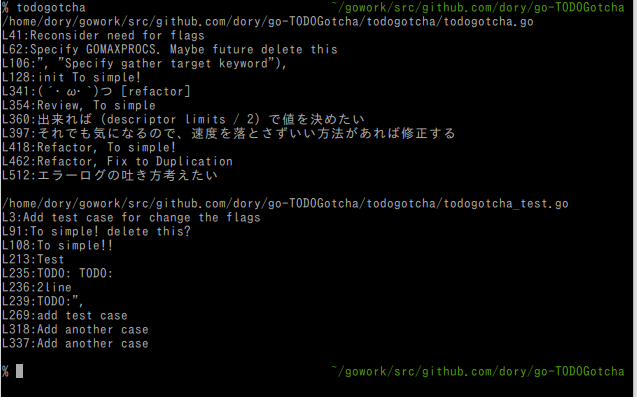 % todogotcha ~/gowork/src/github.com/dory/go-TODOGotcha
/home/dory/gowork/src/github.com/dory/go-TODOGotcha/todogotcha/todogotcha.go
L41:Reconsider need for flags
L62:Specify GOMAXPROCS. Maybe future delete this
L106:", "Specify gather target keyword"),
L128:init To simple!
L341:(´･ω･`)つ [refactor]
L354:Review, To simple
L360:出来れば (descriptor limits / 2) で値を決めたい
L397:それでも気になるので、速度を落とさずいい方法があれば修正する
L418:Refactor, To simple!
L462:Refactor, Fix to Duplication
L512:エラーログの吐き方考えたい
/home/dory/gowork/src/github.com/dory/go-TODOGotcha/todogotcha/todogotcha_test.go
L3:Add test case for change the flags
L91:To simple! delete this?
L108:To simple!!
L213:Test
L235:TODO: TODO:
L236:2line
L239:TODO:",
L269:add test case
L318:Add another case
L337:Add another case
% ~/gowork/src/github.com/dory/go-TODOGotcha